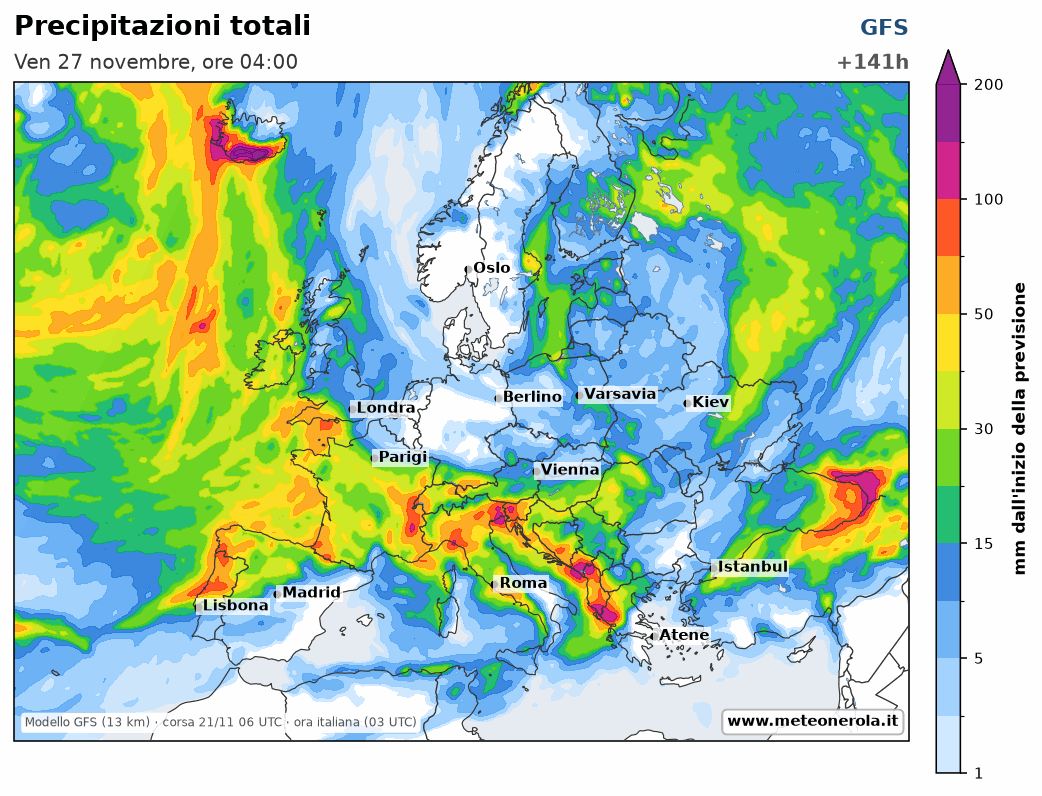 Precipitazioni totali
GFS
Ven 27 novembre, ore 04:00
+141h
200
100
50
30
15
5
1
mm dall'inizio della previsione
Oslo
Berlino
Varsavia
Kiev
Londra
Parigi
Vienna
Roma
Istanbul
Madrid
Lisbona
Atene
Modello GFS (13 km) · corsa 21/11 06 UTC · ora italiana (03 UTC)
www.meteonerola.it